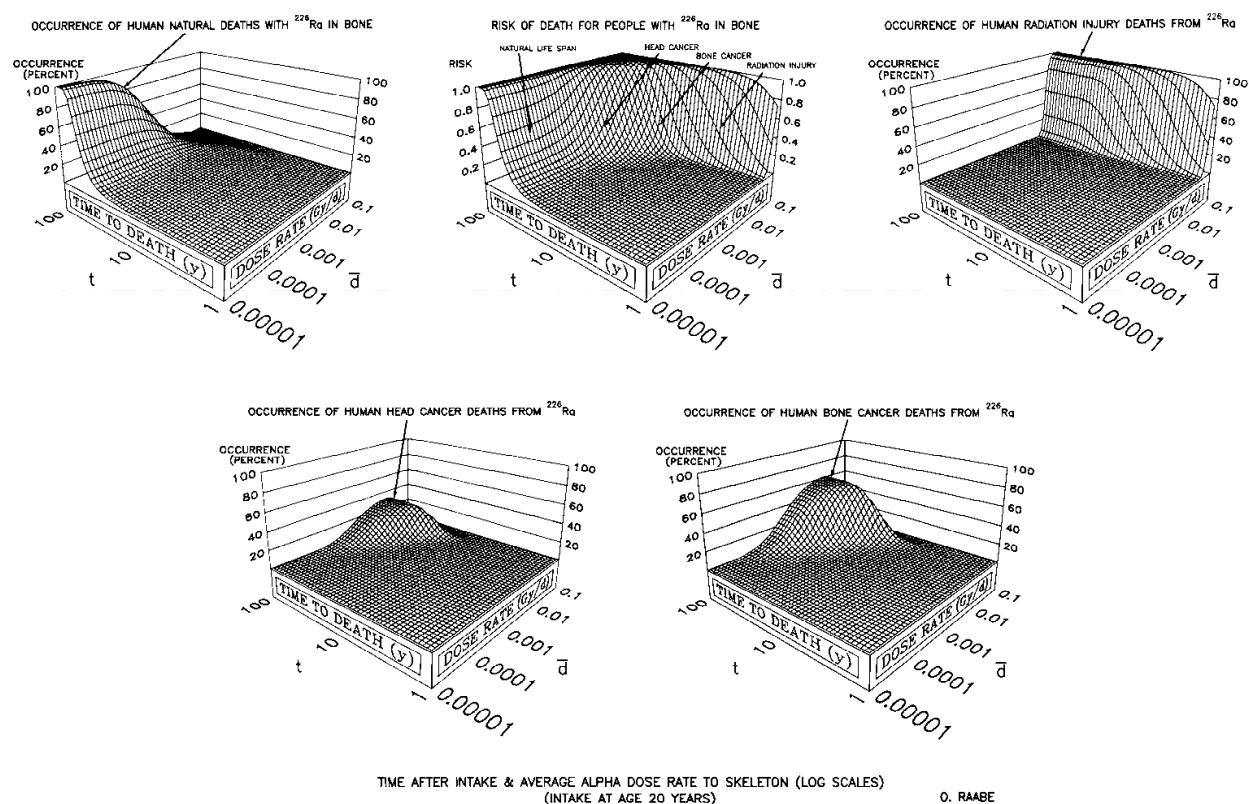 OCCURRENCE OF HUMAN NATURAL DEATHS WITH ²²⁶Ra IN BONE
OCCURRENCE
(PERCENT)
100
80
60
40
20
100
80
60
40
20
TIME TO DEATH (y)
DOSE RATE (Gy/d)
100
10
1
t
0.1
0.01
0.001
0.0001
0.00001
d̅
RISK OF DEATH FOR PEOPLE WITH ²²⁶Ra IN BONE
NATURAL LIFE SPAN
HEAD CANCER
BONE CANCER
RADIATION INJURY
RISK
1.0
0.8
0.6
0.4
0.2
1.0
0.8
0.6
0.4
0.2
TIME TO DEATH (y)
DOSE RATE (Gy/d)
100
10
1
t
0.1
0.01
0.001
0.0001
0.00001
d̅
OCCURRENCE OF HUMAN RADIATION INJURY DEATHS FROM ²²⁶Ra
OCCURRENCE
(PERCENT)
100
80
60
40
20
100
80
60
40
20
TIME TO DEATH (y)
DOSE RATE (Gy/d)
100
10
1
t
0.1
0.01
0.001
0.0001
0.00001
d̅
OCCURRENCE OF HUMAN HEAD CANCER DEATHS FROM ²²⁶Ra
OCCURRENCE
(PERCENT)
100
80
60
40
20
100
80
60
40
20
TIME TO DEATH (y)
DOSE RATE (Gy/d)
100
10
1
t
0.1
0.01
0.001
0.0001
0.00001
d̅
OCCURRENCE OF HUMAN BONE CANCER DEATHS FROM ²²⁶Ra
OCCURRENCE
(PERCENT)
100
80
60
40
20
100
80
60
40
20
TIME TO DEATH (y)
DOSE RATE (Gy/d)
100
10
1
t
0.1
0.01
0.001
0.0001
0.00001
d̅
TIME AFTER INTAKE & AVERAGE ALPHA DOSE RATE TO SKELETON (LOG SCALES)
(INTAKE AT AGE 20 YEARS)
O. RAABE